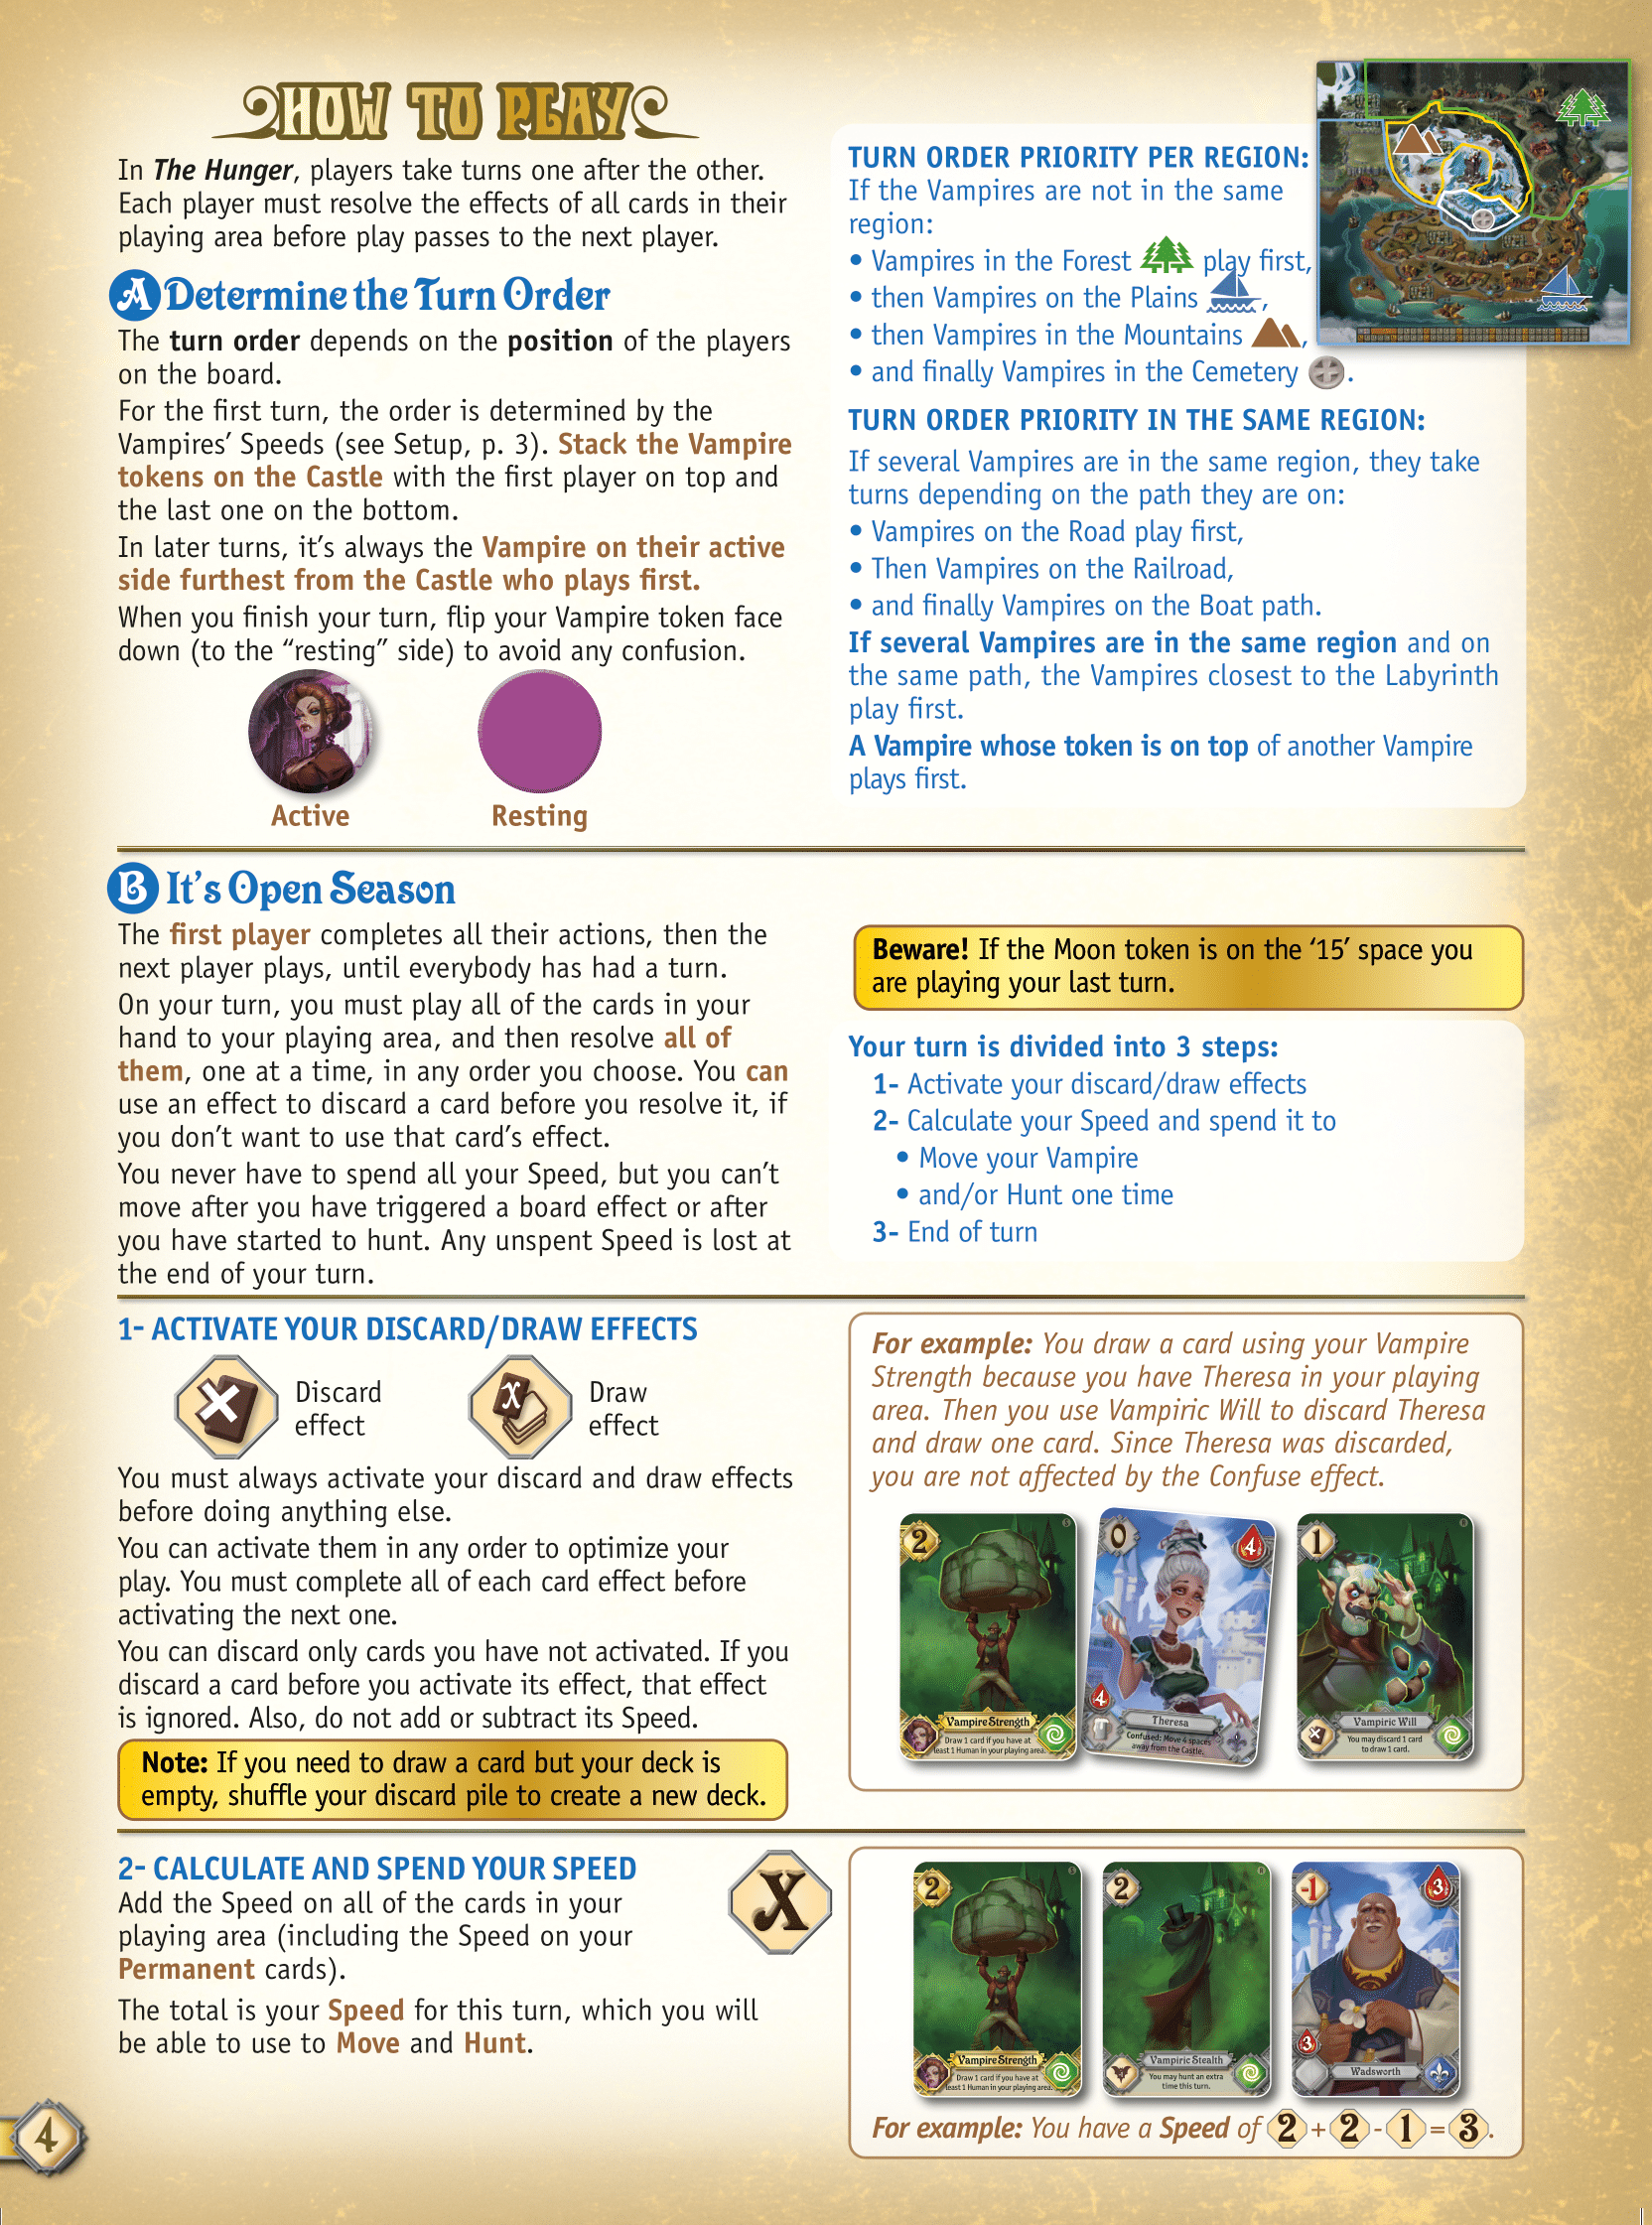 HOW TO PLAY
In The Hunger, players take turns one after the other.
Each player must resolve the effects of all cards in their
playing area before play passes to the next player.
A Determine the Turn Order
The turn order depends on the position of the players
on the board.
For the first turn, the order is determined by the
Vampires’ Speeds (see Setup, p. 3). Stack the Vampire
tokens on the Castle with the first player on top and
the last one on the bottom.
In later turns, it’s always the Vampire on their active
side furthest from the Castle who plays first.
When you finish your turn, flip your Vampire token face
down (to the “resting” side) to avoid any confusion.
Active
Resting
TURN ORDER PRIORITY PER REGION:
If the Vampires are not in the same
region:
• Vampires in the Forest play first,
• then Vampires on the Plains ,
• then Vampires in the Mountains ,
• and finally Vampires in the Cemetery .
TURN ORDER PRIORITY IN THE SAME REGION:
If several Vampires are in the same region, they take
turns depending on the path they are on:
• Vampires on the Road play first,
• Then Vampires on the Railroad,
• and finally Vampires on the Boat path.
If several Vampires are in the same region and on
the same path, the Vampires closest to the Labyrinth
play first.
A Vampire whose token is on top of another Vampire
plays first.
B It’s Open Season
The first player completes all their actions, then the
next player plays, until everybody has had a turn.
On your turn, you must play all of the cards in your
hand to your playing area, and then resolve all of
them, one at a time, in any order you choose. You can
use an effect to discard a card before you resolve it, if
you don’t want to use that card’s effect.
You never have to spend all your Speed, but you can’t
move after you have triggered a board effect or after
you have started to hunt. Any unspent Speed is lost at
the end of your turn.
Beware! If the Moon token is on the ‘15’ space you
are playing your last turn.
Your turn is divided into 3 steps:
1- Activate your discard/draw effects
2- Calculate your Speed and spend it to
• Move your Vampire
• and/or Hunt one time
3- End of turn
1- ACTIVATE YOUR DISCARD/DRAW EFFECTS
Discard
effect
X
Draw
effect
You must always activate your discard and draw effects
before doing anything else.
You can activate them in any order to optimize your
play. You must complete all of each card effect before
activating the next one.
You can discard only cards you have not activated. If you
discard a card before you activate its effect, that effect
is ignored. Also, do not add or subtract its Speed.
Note: If you need to draw a card but your deck is
empty, shuffle your discard pile to create a new deck.
For example: You draw a card using your Vampire
Strength because you have Theresa in your playing
area. Then you use Vampiric Will to discard Theresa
and draw one card. Since Theresa was discarded,
you are not affected by the Confuse effect.
2
Vampire Strength
Draw 1 card if you have at
least 1 Human in your playing area.
0
4
4
Theresa
Confused: Move 4 spaces
away from the Castle.
1
Vampiric Will
You may discard 1 card
to draw 1 card.
2- CALCULATE AND SPEND YOUR SPEED
X
Add the Speed on all of the cards in your
playing area (including the Speed on your
Permanent cards).
The total is your Speed for this turn, which you will
be able to use to Move and Hunt.
2
Vampire Strength
Draw 1 card if you have at
least 1 Human in your playing area.
2
Vampiric Stealth
You may hunt an extra
time this turn.
-1
3
3
Wadsworth
For example: You have a Speed of 2 + 2 - 1 = 3 .
4